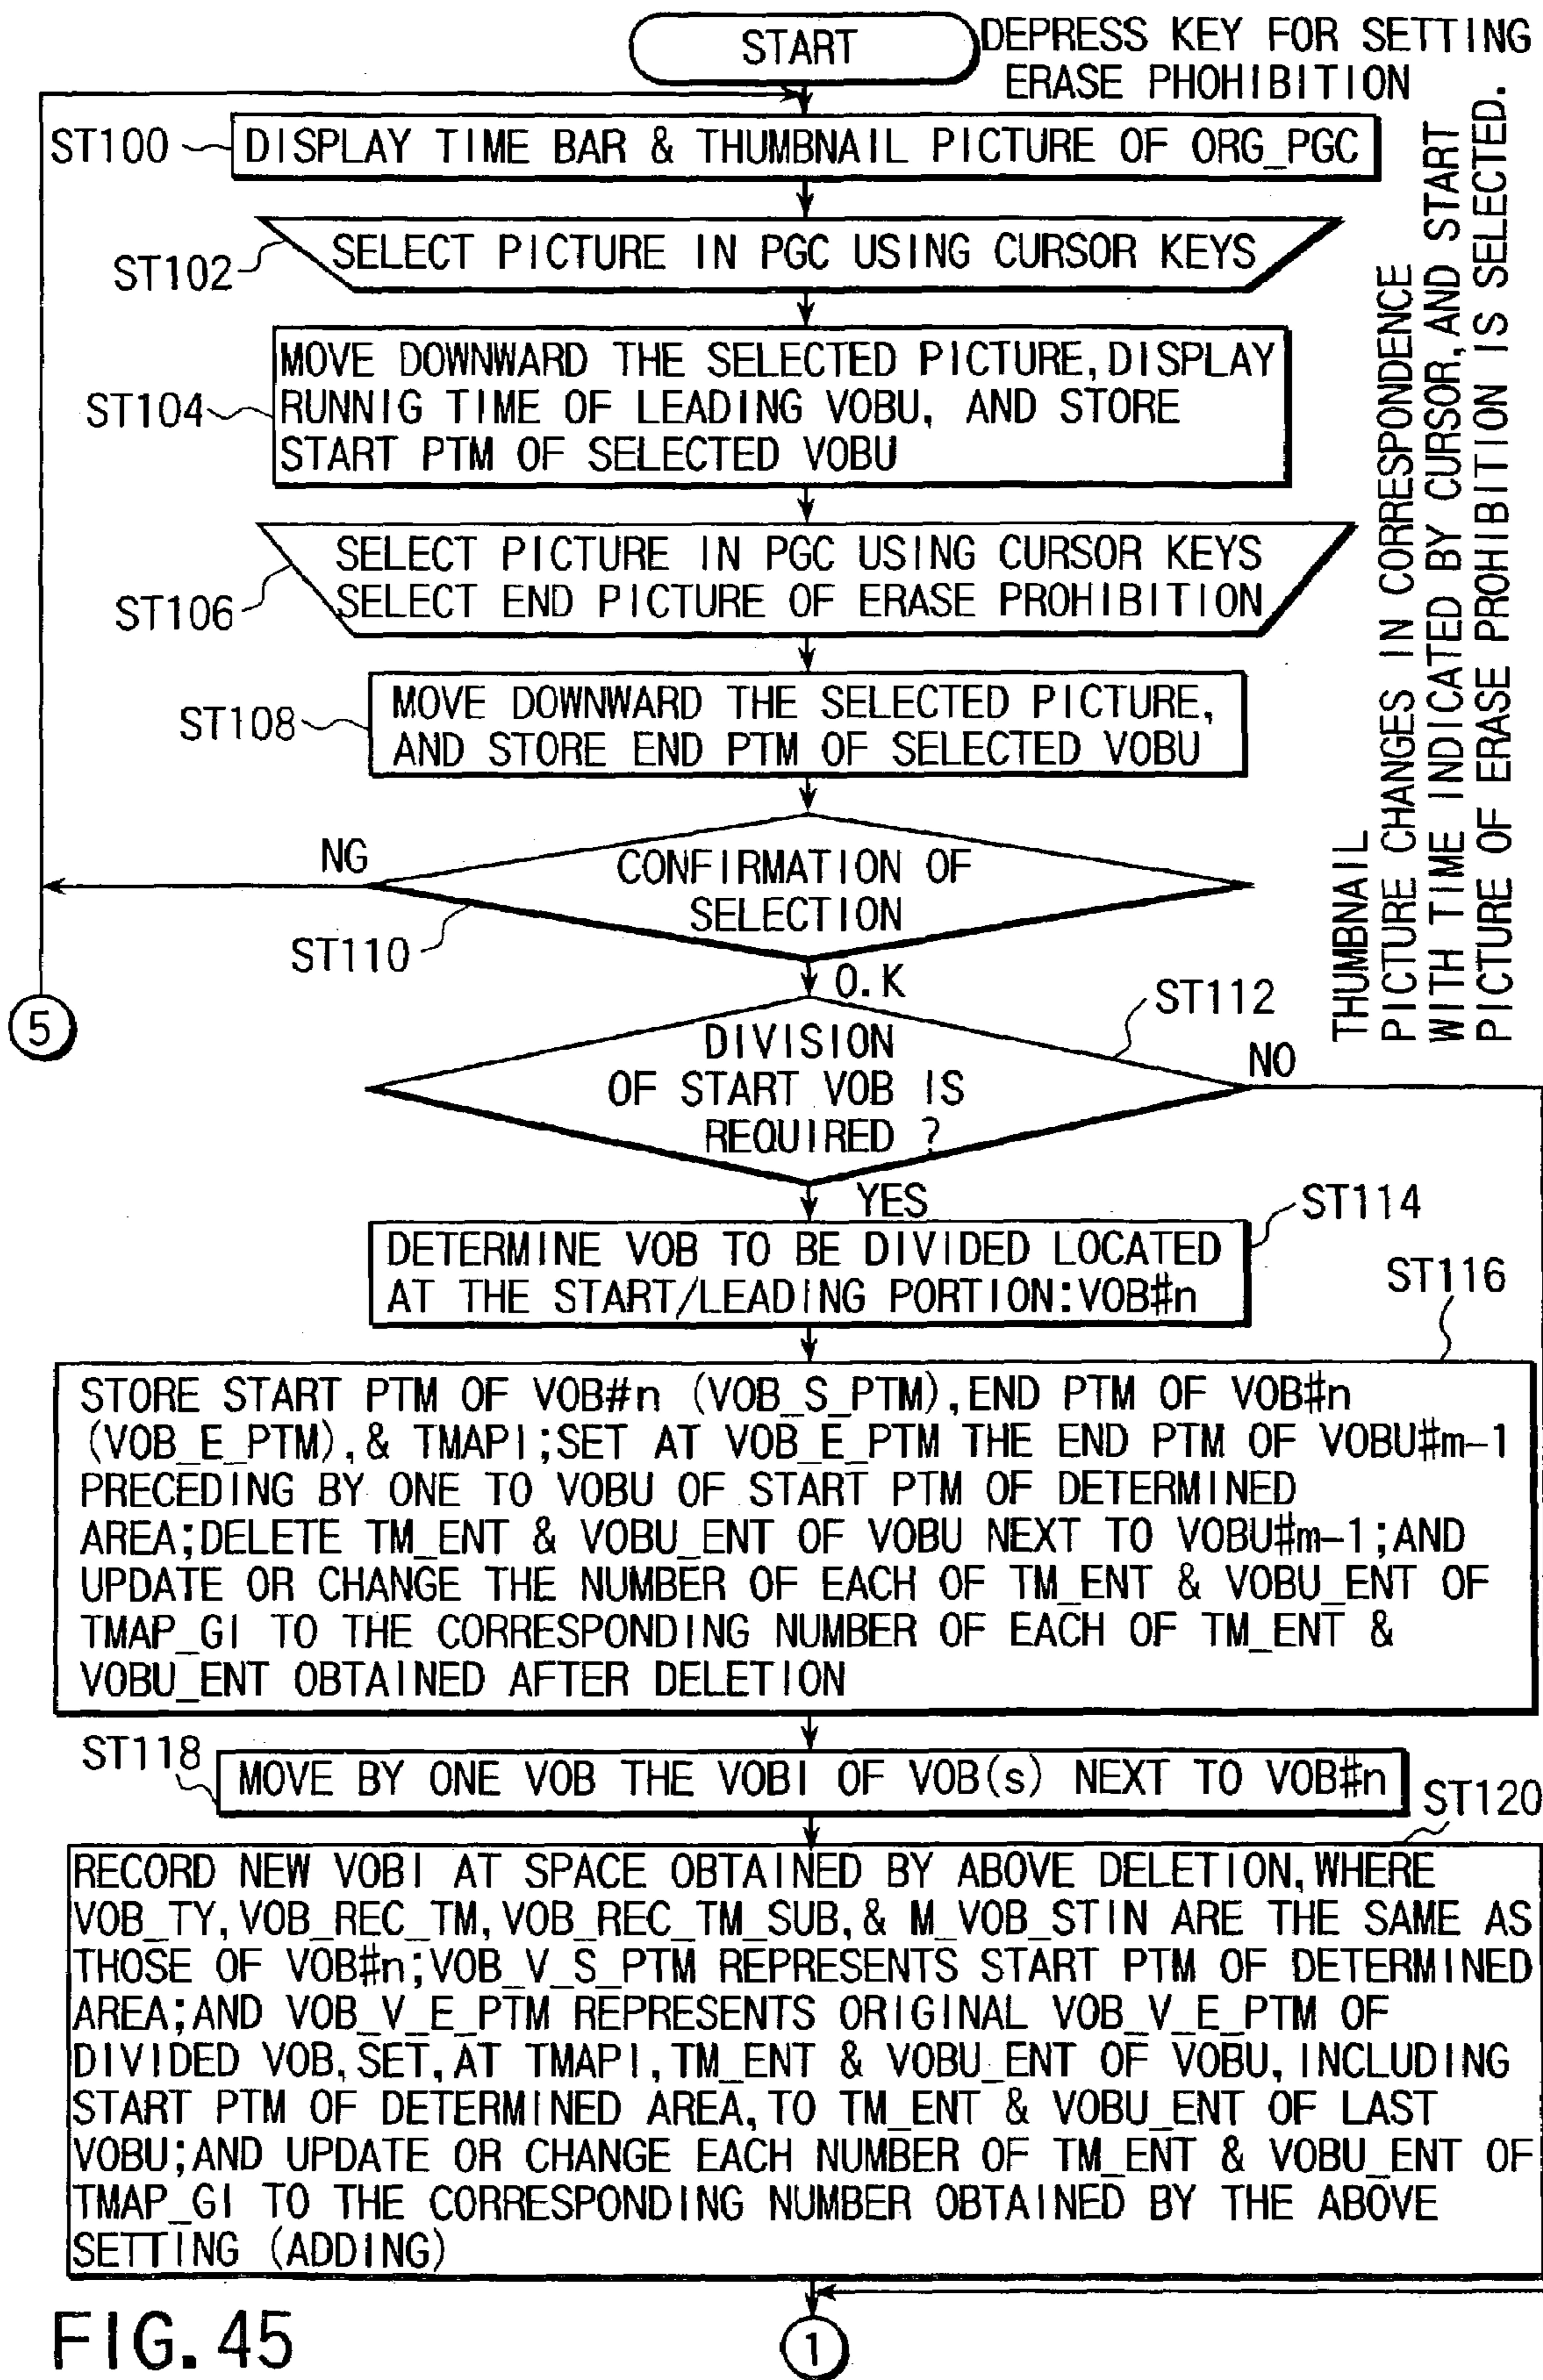 START
DEPRESS KEY FOR SETTING
ERASE PHOHIBITION
ST100
DISPLAY TIME BAR & THUMBNAIL PICTURE OF ORG_PGC
ST102
SELECT PICTURE IN PGC USING CURSOR KEYS
THUMBNAIL
PICTURE CHANGES IN CORRESPONDENCE
WITH TIME INDICATED BY CURSOR, AND START
PICTURE OF ERASE PROHIBITION IS SELECTED.
ST104
MOVE DOWNWARD THE SELECTED PICTURE, DISPLAY
RUNNIG TIME OF LEADING VOBU, AND STORE
START PTM OF SELECTED VOBU
ST106
SELECT PICTURE IN PGC USING CURSOR KEYS
SELECT END PICTURE OF ERASE PROHIBITION
ST108
MOVE DOWNWARD THE SELECTED PICTURE,
AND STORE END PTM OF SELECTED VOBU
NG
CONFIRMATION OF
SELECTION
ST110
O.K
5
ST112
DIVISION
OF START VOB IS
REQUIRED ?
NO
YES
ST114
DETERMINE VOB TO BE DIVIDED LOCATED
AT THE START/LEADING PORTION:VOB#n
ST116
STORE START PTM OF VOB#n (VOB_S_PTM), END PTM OF VOB#n
(VOB_E_PTM), & TMAPI;SET AT VOB_E_PTM THE END PTM OF VOBU#m-1
PRECEDING BY ONE TO VOBU OF START PTM OF DETERMINED
AREA;DELETE TM_ENT & VOBU_ENT OF VOBU NEXT TO VOBU#m-1;AND
UPDATE OR CHANGE THE NUMBER OF EACH OF TM_ENT & VOBU_ENT OF
TMAP_GI TO THE CORRESPONDING NUMBER OF EACH OF TM_ENT &
VOBU_ENT OBTAINED AFTER DELETION
ST118
MOVE BY ONE VOB THE VOBI OF VOB(s) NEXT TO VOB#n
ST120
RECORD NEW VOBI AT SPACE OBTAINED BY ABOVE DELETION, WHERE
VOB_TY, VOB_REC_TM, VOB_REC_TM_SUB, & M_VOB_STIN ARE THE SAME AS
THOSE OF VOB#n;VOB_V_S_PTM REPRESENTS START PTM OF DETERMINED
AREA;AND VOB_V_E_PTM REPRESENTS ORIGINAL VOB_V_E_PTM OF
DIVIDED VOB, SET, AT TMAPI, TM_ENT & VOBU_ENT OF VOBU, INCLUDING
START PTM OF DETERMINED AREA, TO TM_ENT & VOBU_ENT OF LAST
VOBU;AND UPDATE OR CHANGE EACH NUMBER OF TM_ENT & VOBU_ENT OF
TMAP_GI TO THE CORRESPONDING NUMBER OBTAINED BY THE ABOVE
SETTING (ADDING)
FIG. 45
1